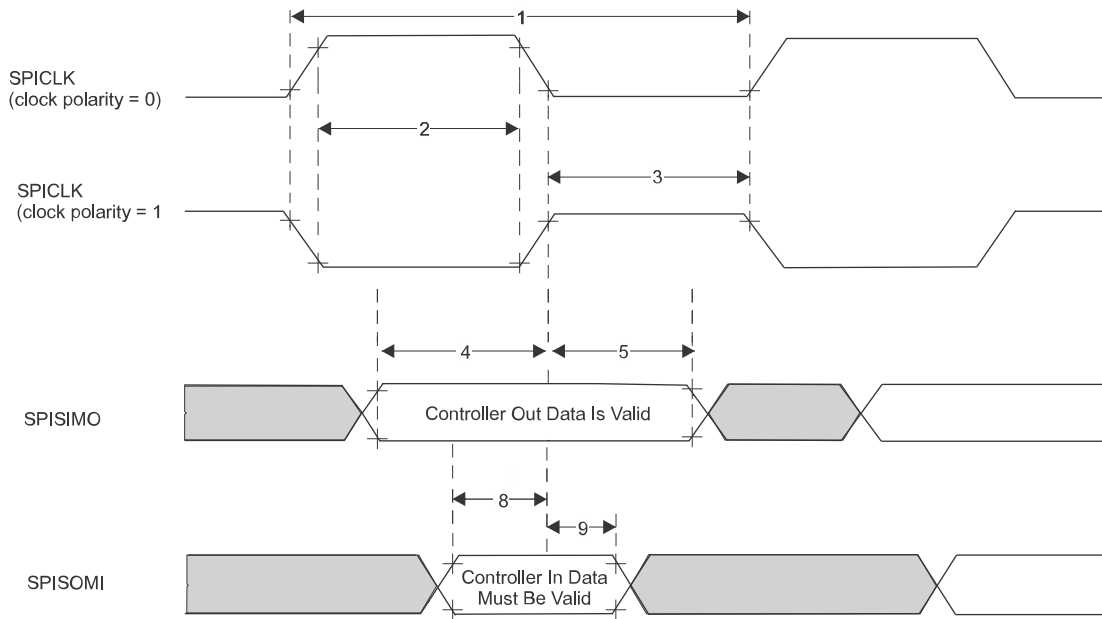 1
SPICLK
(clock polarity = 0)
2
SPICLK
(clock polarity = 1
3
4
5
SPISIMO
Controller Out Data Is Valid
8
9
SPISOMI
Controller In Data
Must Be Valid